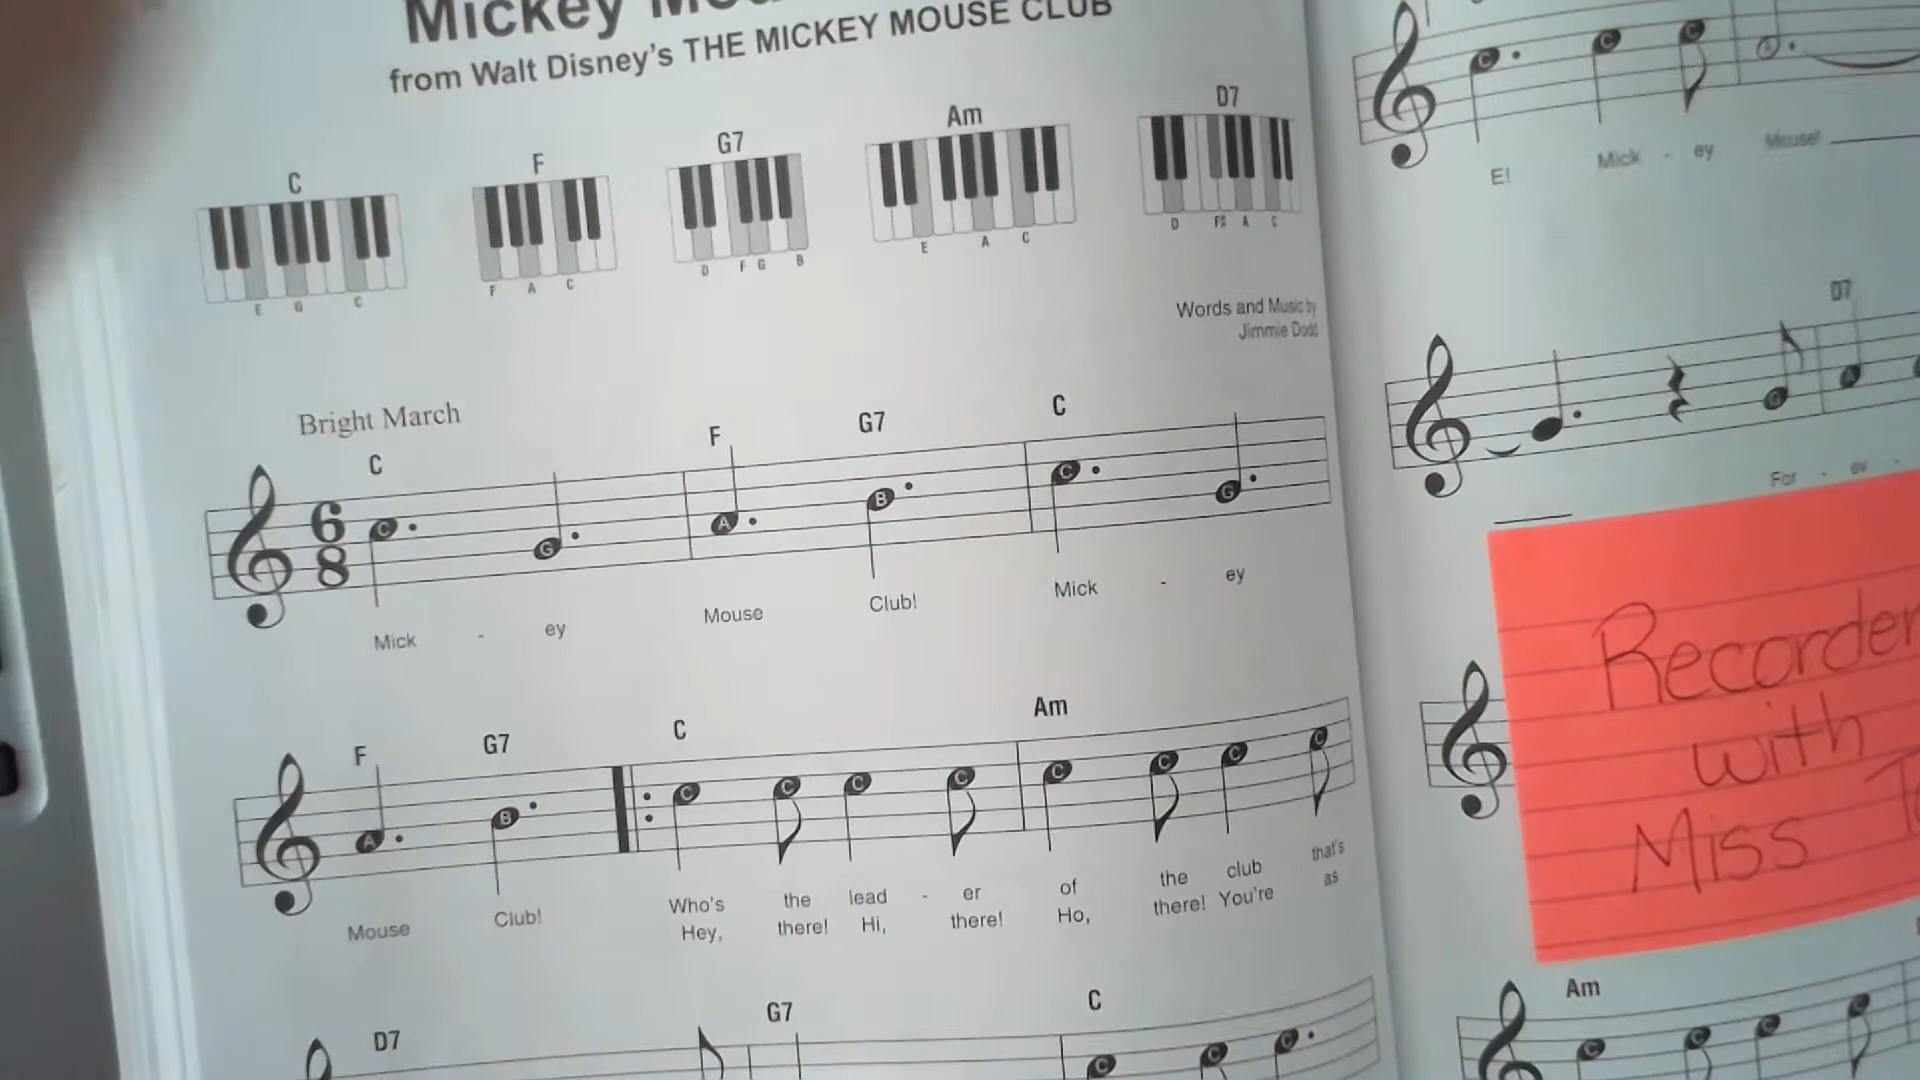 Mickey
from Walt Disney's THE MICKEY MOUSE CLUB
C F G7 Am D7
E G C F A C D F G B E A C D F# A C
Words and Music by
Jimmie Dodd
Bright March
C F G7 C
6
8
C G A B C G
Mick - ey Mouse Club! Mick - ey
F G7 C Am
A B C C C C C C C C
Mouse Club! Who's the lead - er of the club that's
Hey, there! Hi, there! Ho, there! You're as
D7 G7 C
C C C
C C C A
E! Mick - ey Mouse!
D7
G A
For - ev -
Recorder
with
Miss
Am
C C C C